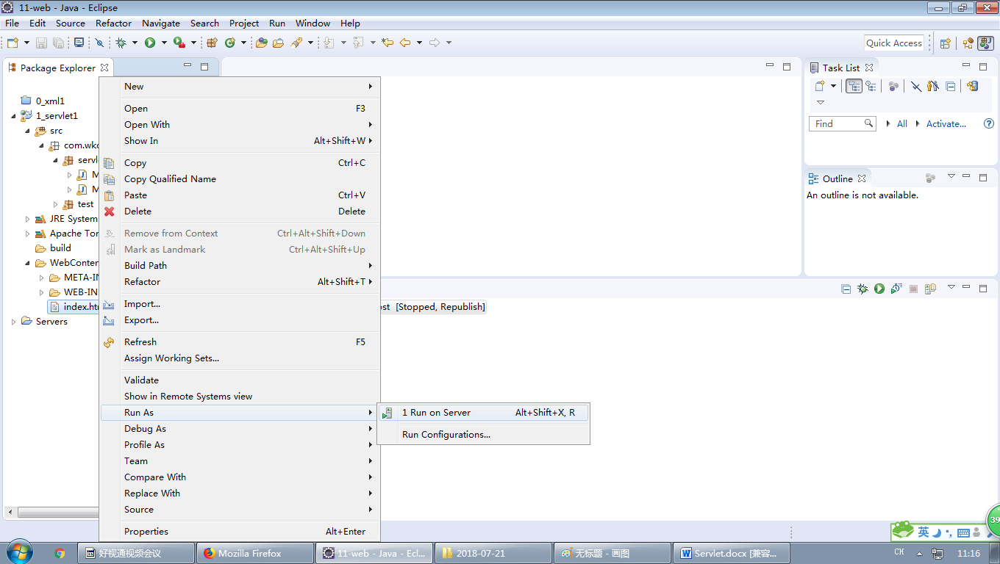 11-web - Java - Eclipse
File Edit Source Refactor Navigate Search Project Run Window Help
Quick Access
Package Explorer
0_xml1
1_servlet1
src
com.wkc
servl
M
M
test
JRE System
Apache Tor
build
WebConten
META-IN
WEB-IN
index.htr
Servers
New
Open F3
Open With
Show In Alt+Shift+W
Copy Ctrl+C
Copy Qualified Name
Paste Ctrl+V
Delete Delete
Remove from Context Ctrl+Alt+Shift+Down
Mark as Landmark Ctrl+Alt+Shift+Up
Build Path
Refactor Alt+Shift+T
Import...
Export...
Refresh F5
Assign Working Sets...
Validate
Show in Remote Systems view
Run As
Debug As
Profile As
Team
Compare With
Replace With
Source
Properties Alt+Enter
1 Run on Server Alt+Shift+X, R
Run Configurations...
ost [Stopped, Republish]
Task List
Find All Activate...
Outline
An outline is not available.
39
英
好视通视频会议
Mozilla Firefox
11-web - Java - Ecl...
2018-07-21
无标题 - 画图
Servlet.docx [兼容...
CH
11:16